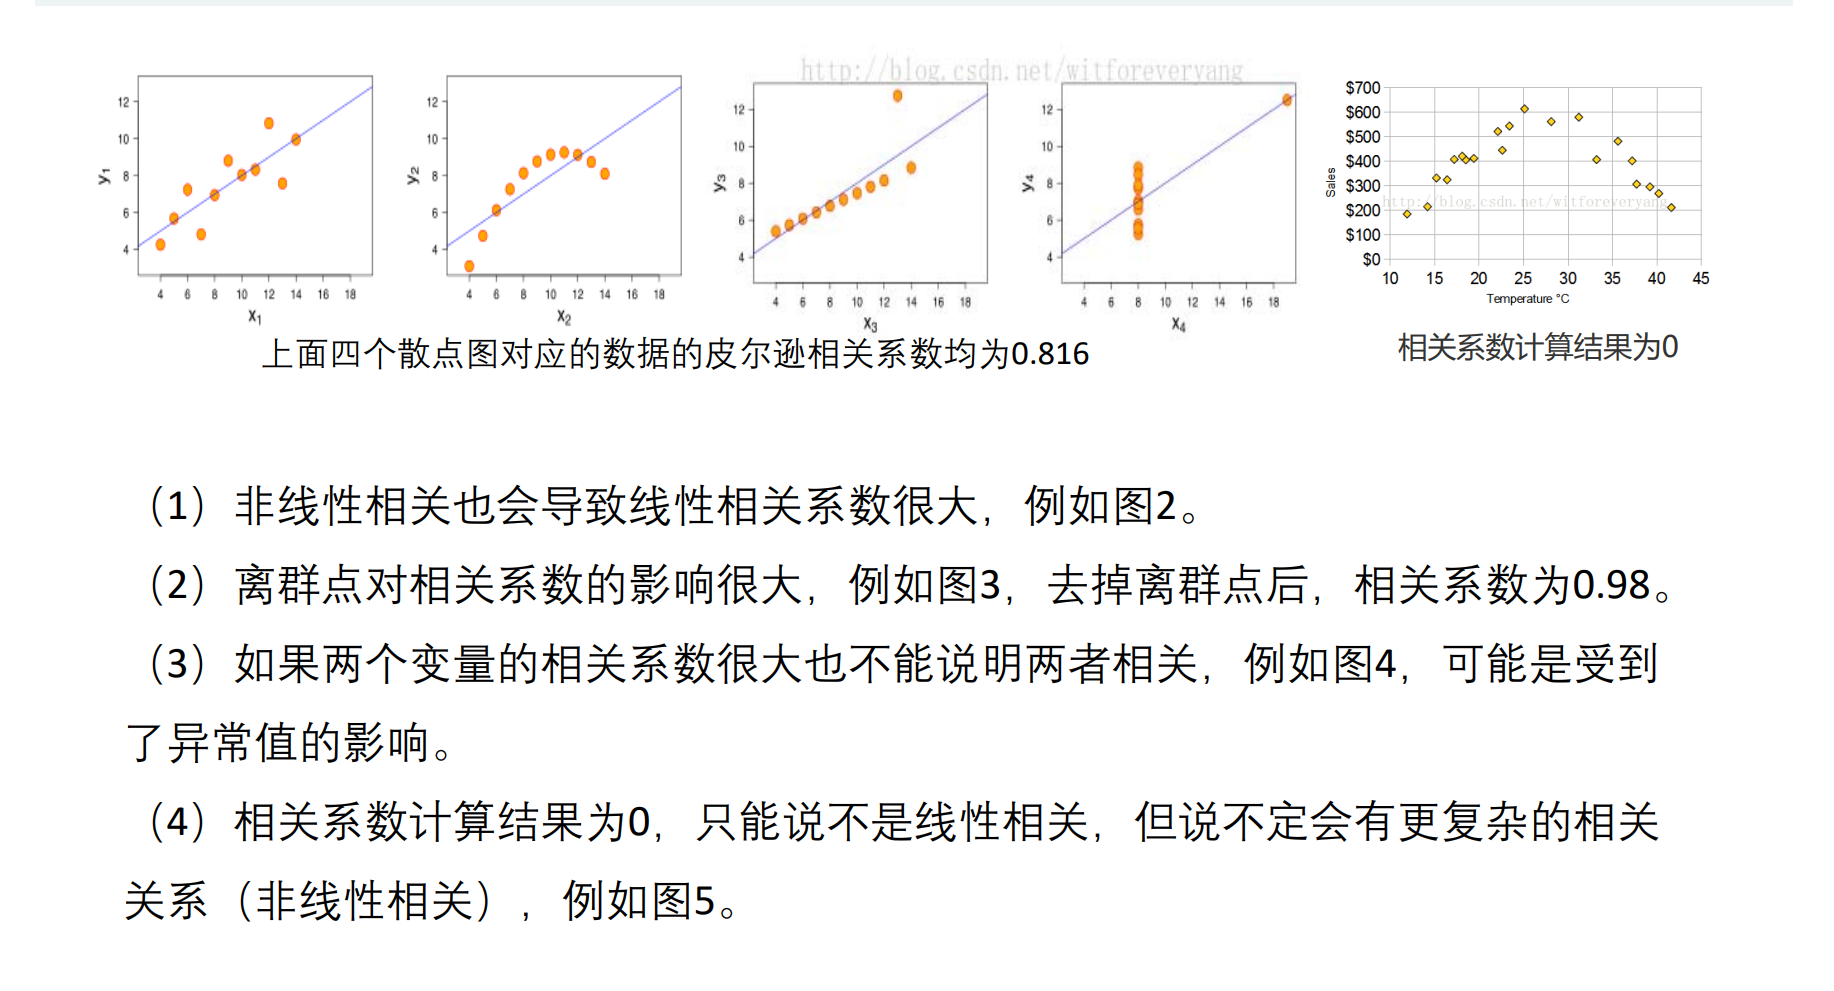 http://blog.csdn.net/witforeveryang
12
10
8
6
4
y1
4 6 8 10 12 14 16 18
x1
12
10
8
6
4
y2
4 6 8 10 12 14 16 18
x2
12
10
8
6
4
y3
4 6 8 10 12 14 16 18
x3
12
10
8
6
4
y4
4 6 8 10 12 14 16 18
x4
$700
$600
$500
$400
$300
$200
$100
$0
Sales
http://blog.csdn.net/witforeveryang
10 15 20 25 30 35 40 45
Temperature °C
上面四个散点图对应的数据的皮尔逊相关系数均为0.816
相关系数计算结果为0
（1）非线性相关也会导致线性相关系数很大，例如图2。
（2）离群点对相关系数的影响很大，例如图3，去掉离群点后，相关系数为0.98。
（3）如果两个变量的相关系数很大也不能说明两者相关，例如图4，可能是受到
了异常值的影响。
（4）相关系数计算结果为0，只能说不是线性相关，但说不定会有更复杂的相关
关系（非线性相关），例如图5。